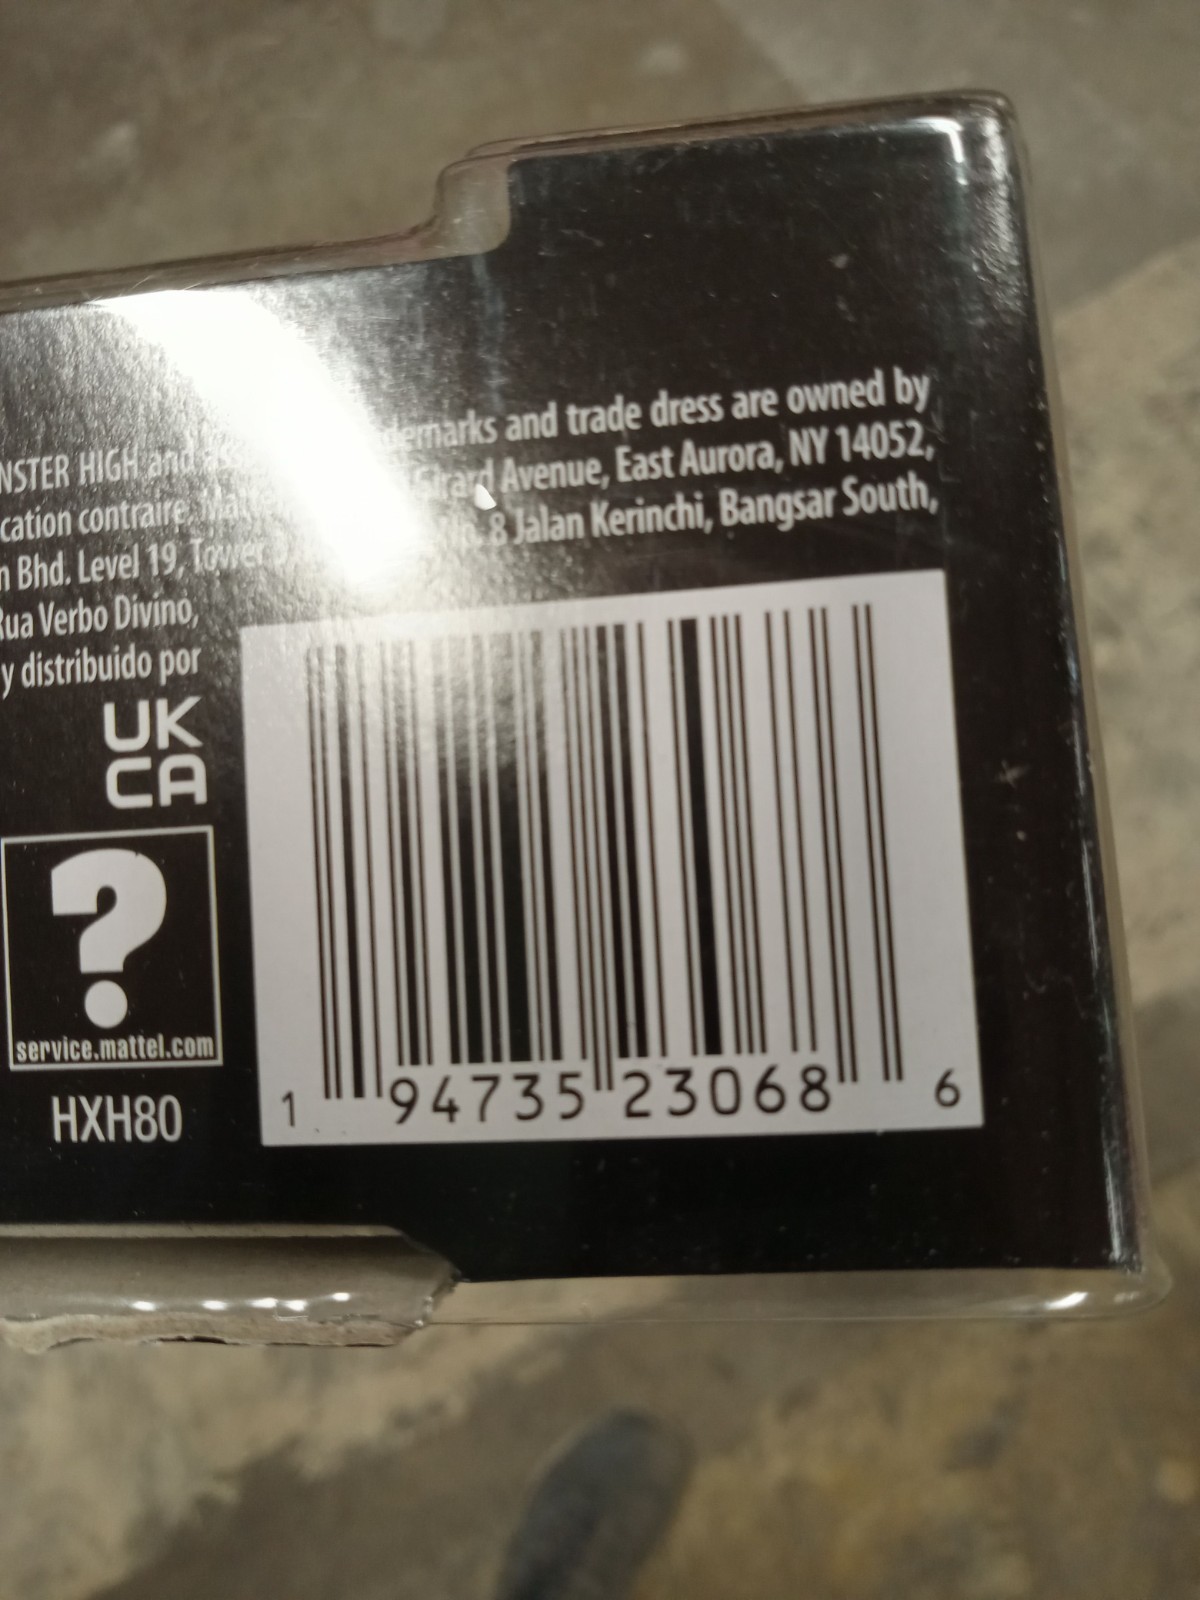 demarks and trade dress are owned by
NSTER HIGH and
Girard Avenue, East Aurora, NY 14052,
cation contraire.
8 Jalan Kerinchi, Bangsar South,
n Bhd. Level 19, Tower
Rua Verbo Divino,
y distribuido por
UK
CA
service.mattel.com
HXH80
1 94735 23068 6